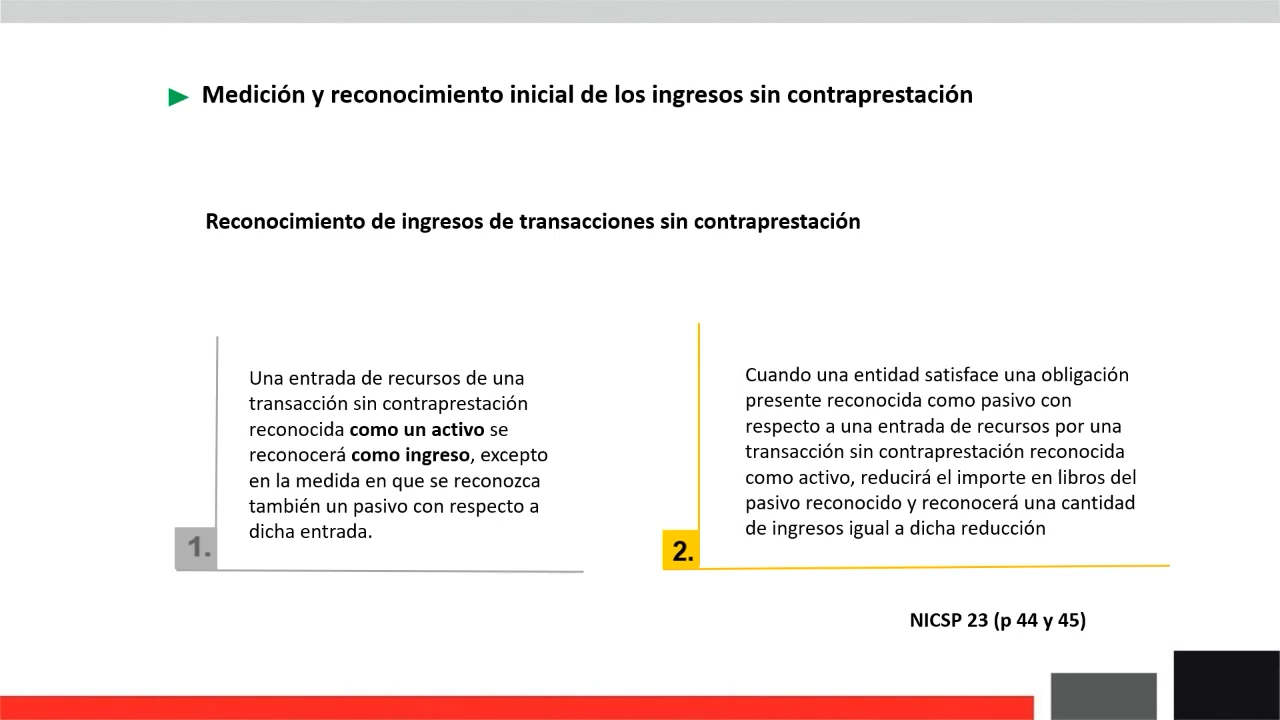 Medición y reconocimiento inicial de los ingresos sin contraprestación
Reconocimiento de ingresos de transacciones sin contraprestación
Una entrada de recursos de una
transacción sin contraprestación
reconocida como un activo se
reconocerá como ingreso, excepto
en la medida en que se reconozca
también un pasivo con respecto a
dicha entrada.
1.
Cuando una entidad satisface una obligación
presente reconocida como pasivo con
respecto a una entrada de recursos por una
transacción sin contraprestación reconocida
como activo, reducirá el importe en libros del
pasivo reconocido y reconocerá una cantidad
de ingresos igual a dicha reducción
2.
NICSP 23 (p 44 y 45)